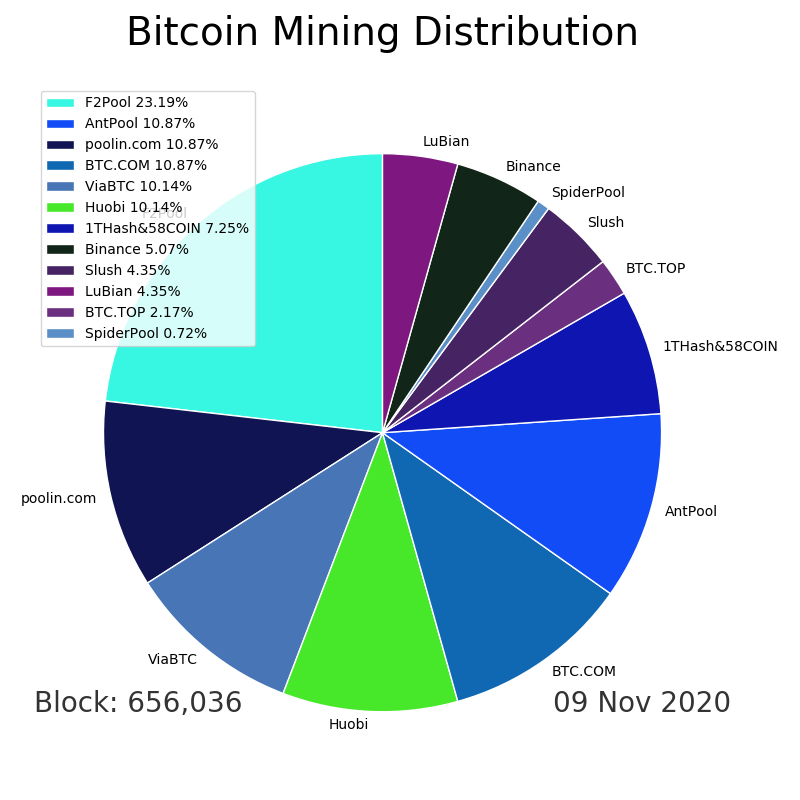 Bitcoin Mining Distribution
F2Pool 23.19%
AntPool 10.87%
poolin.com 10.87%
BTC.COM 10.87%
ViaBTC 10.14%
Huobi 10.14%
1THash&58COIN 7.25%
Binance 5.07%
Slush 4.35%
LuBian 4.35%
BTC.TOP 2.17%
SpiderPool 0.72%
F2Pool
LuBian
Binance
SpiderPool
Slush
BTC.TOP
1THash&58COIN
AntPool
BTC.COM
Huobi
ViaBTC
poolin.com
Block: 656,036
09 Nov 2020